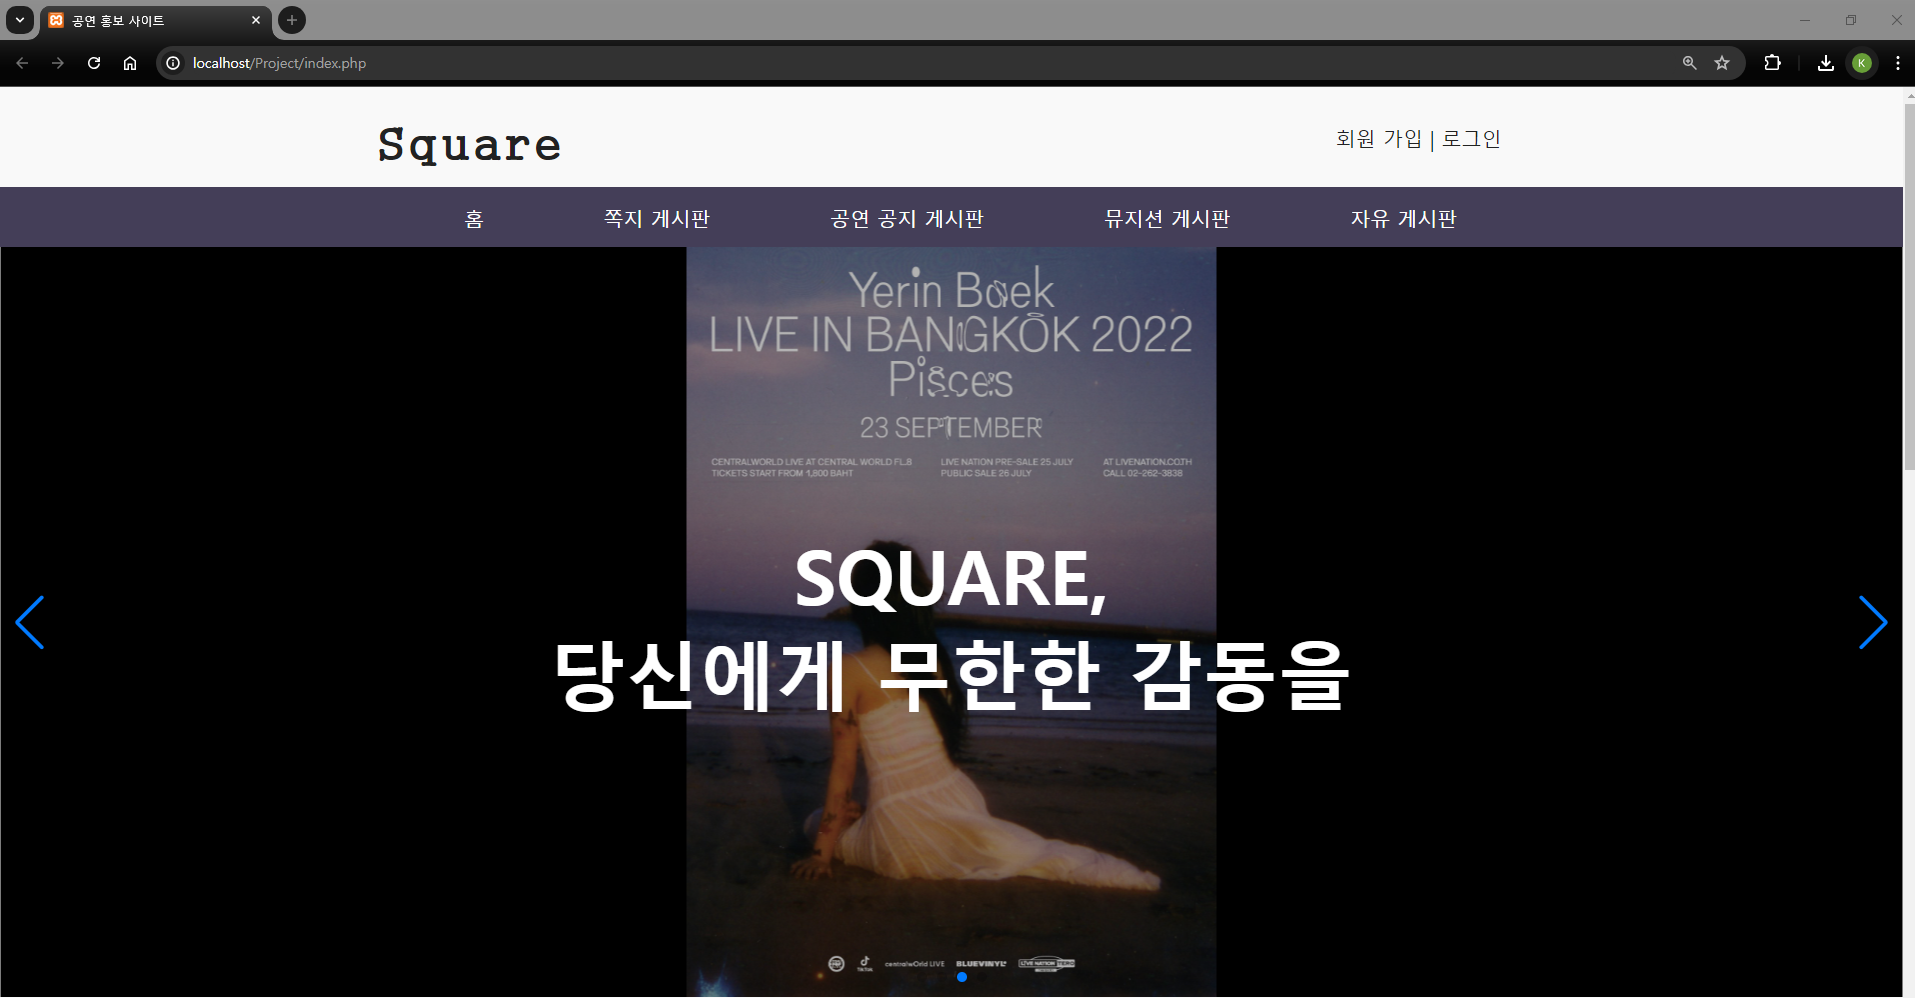 공연 홍보 사이트
localhost/Project/index.php
K
Square
회원 가입 | 로그인
홈 쪽지 게시판 공연 공지 게시판 뮤지션 게시판 자유 게시판
Yerin Baek
LIVE IN BANGKOK 2022
Pisces
23 SEPTEMBER
CENTRALWORLD LIVE AT CENTRAL WORLD FL.8
TICKETS START FROM 1,800 BAHT
LIVE NATION PRE-SALE 25 JULY
PUBLIC SALE 26 JULY
AT LIVENATION.CO.TH
CALL 02-262-3838
SQUARE,
당신에게 무한한 감동을
TikTok
centralwOrld LIVE
BLUEVINYL
LIVE NATION TERO